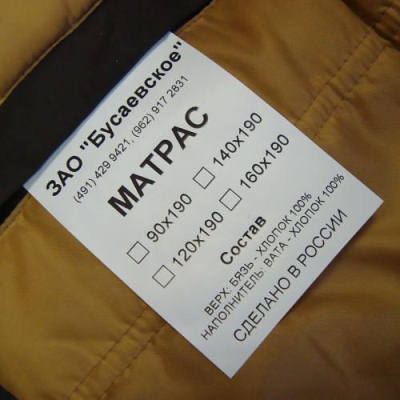 ЗАО "Бусаевское"
(491) 429 9421, (962) 917 2831
МАТРАС
90х190 140х190
120х190 160х190
Состав
ВЕРХ: БЯЗЬ - ХЛОПОК 100%
НАПОЛНИТЕЛЬ: ВАТА - ХЛОПОК 100%
СДЕЛАНО В РОССИИ